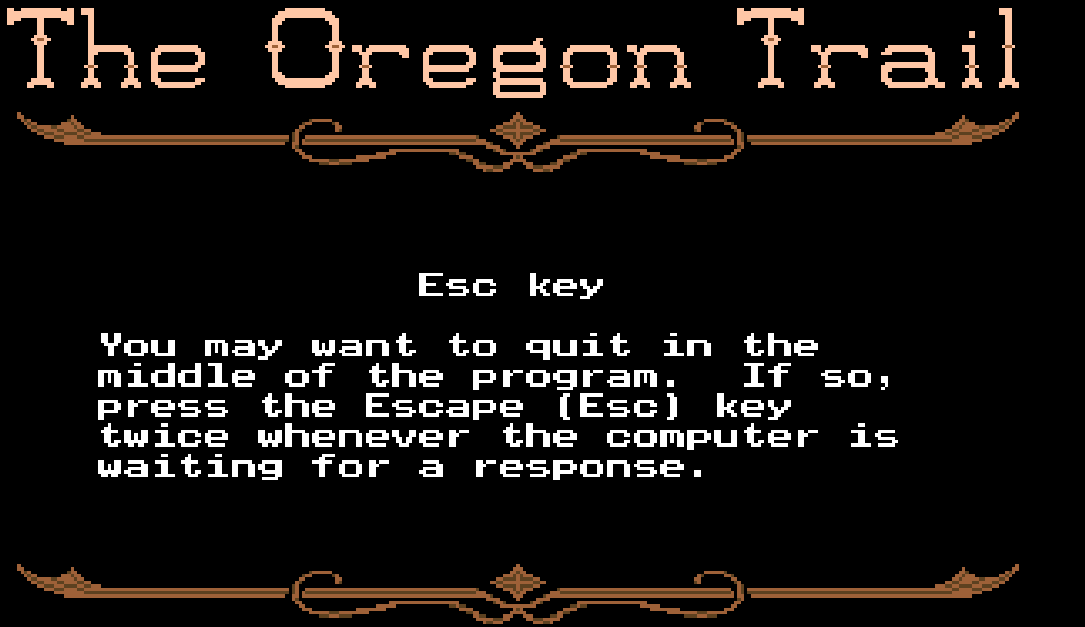 The Oregon Trail
Esc key
You may want to quit in the
middle of the program.  If so,
press the Escape (Esc) key
twice whenever the computer is
waiting for a response.